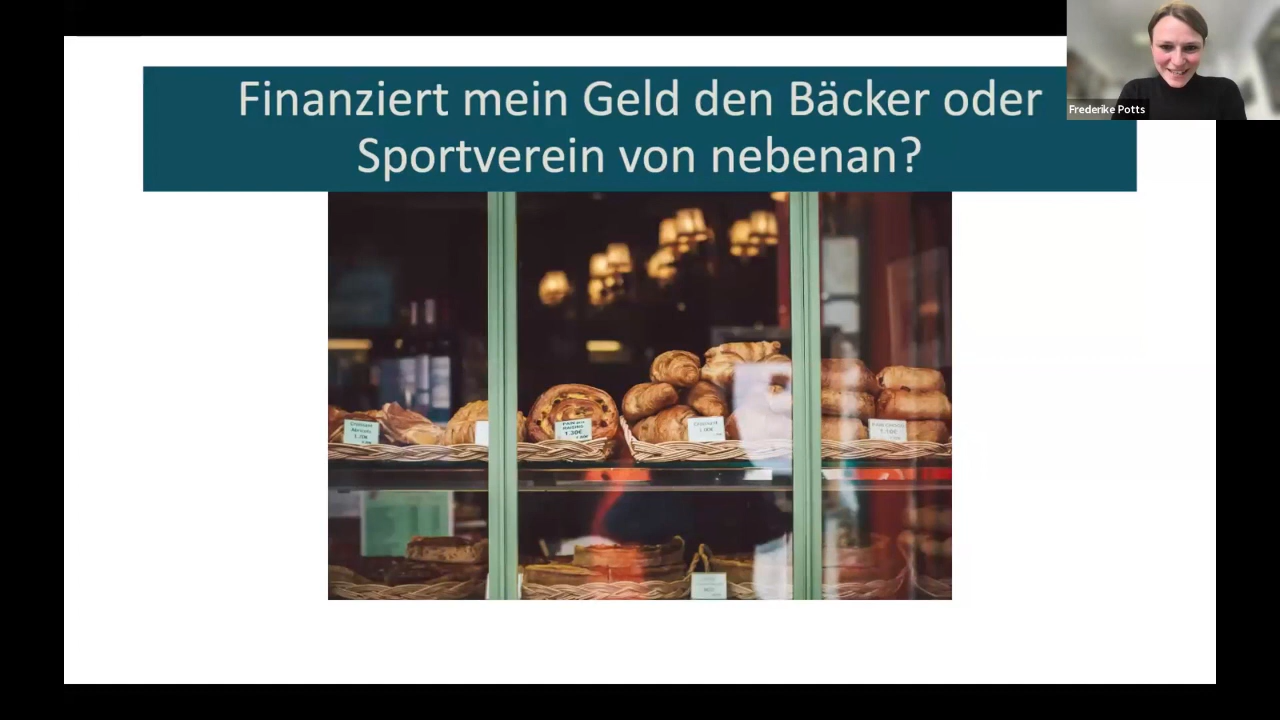 Finanziert mein Geld den Bäcker oder
Sportverein von nebenan?
Frederike Potts